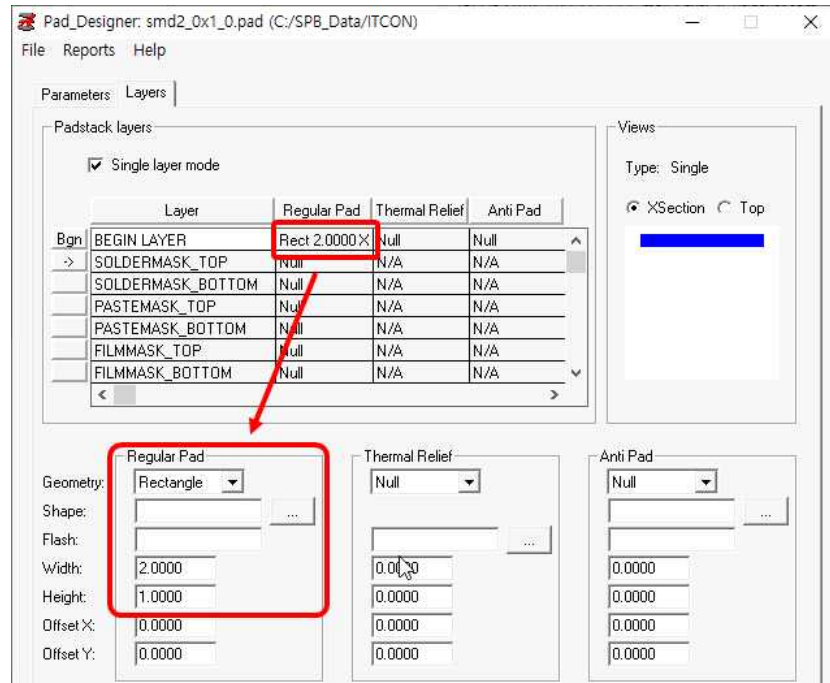 Pad_Designer: smd2_0x1_0.pad (C:/SPB_Data/ITCON)
File Reports Help
Parameters Layers
Padstack layers
Views
Single layer mode
Type: Single
XSection Top
Layer Regular Pad Thermal Relief Anti Pad
Bgn BEGIN LAYER Rect 2.0000 X Null Null
-> SOLDERMASK_TOP Null N/A N/A
SOLDERMASK_BOTTOM Null N/A N/A
PASTEMASK_TOP Null N/A N/A
PASTEMASK_BOTTOM Null N/A N/A
FILMMASK_TOP Null N/A N/A
FILMMASK_BOTTOM Null N/A N/A
Regular Pad Thermal Relief Anti Pad
Geometry: Rectangle Null Null
Shape: ... ...
Flash: ...
Width: 2.0000 0.0000 0.0000
Height: 1.0000 0.0000 0.0000
Offset X: 0.0000 0.0000 0.0000
Offset Y: 0.0000 0.0000 0.0000